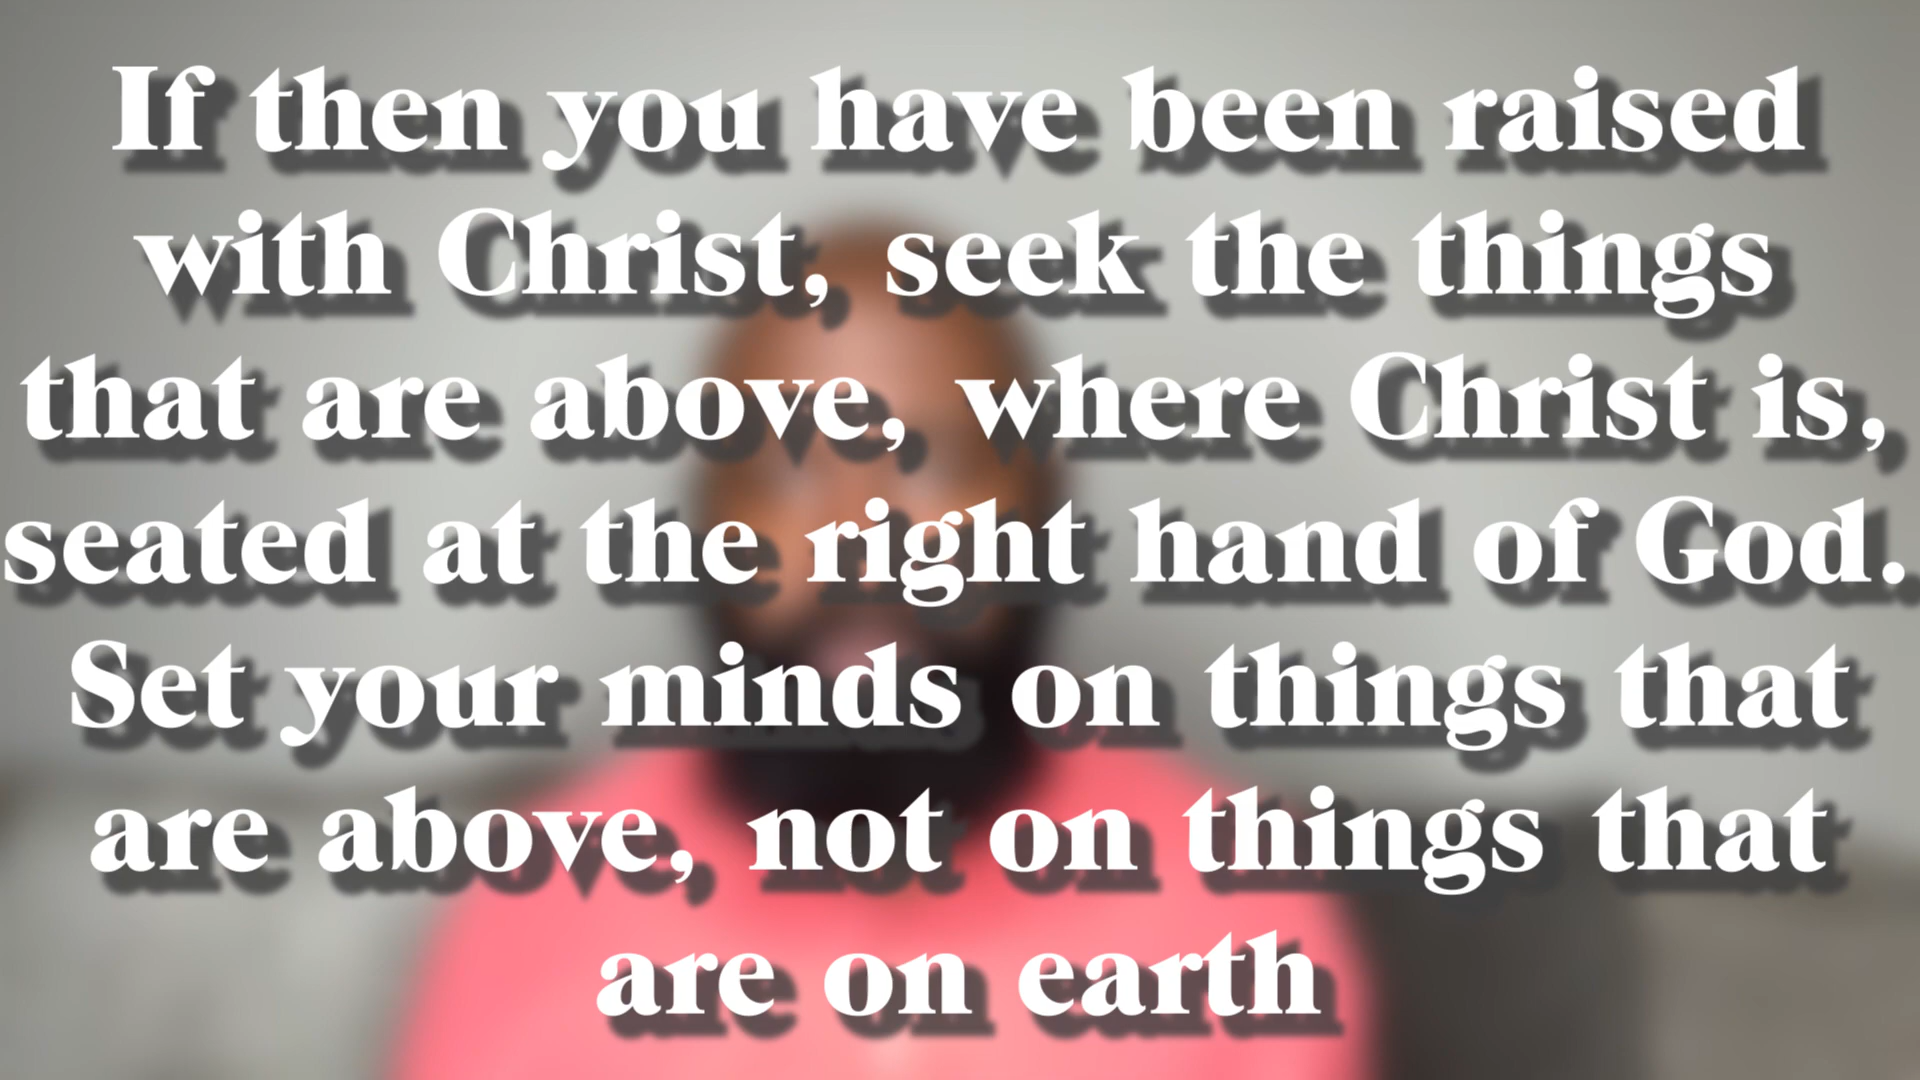 If then you have been raised
with Christ, seek the things
that are above, where Christ is,
seated at the right hand of God.
Set your minds on things that
are above, not on things that
are on earth